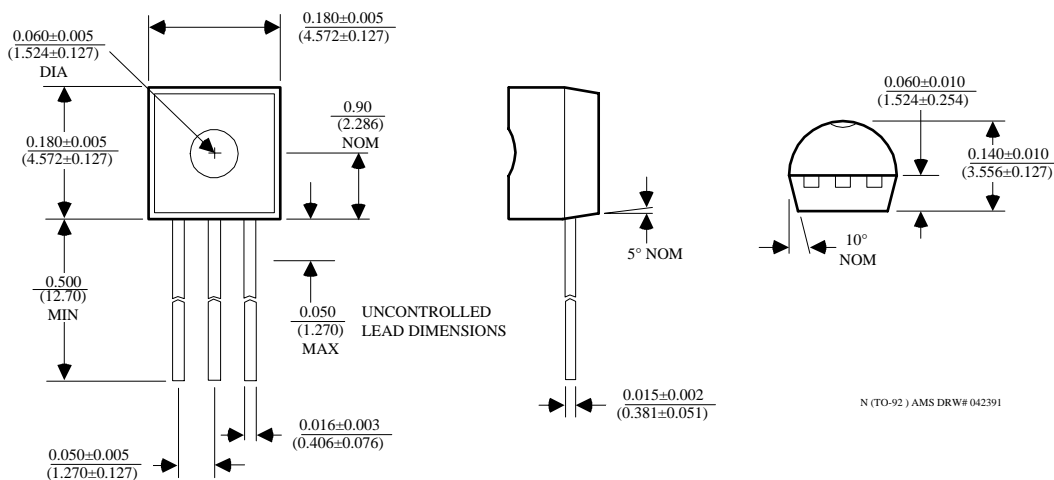 0.180±0.005
(4.572±0.127)
0.060±0.005
(1.524±0.127)
DIA
0.90
(2.286)
NOM
0.180±0.005
(4.572±0.127)
0.500
(12.70)
MIN
0.050
(1.270)
MAX
UNCONTROLLED
LEAD DIMENSIONS
0.016±0.003
(0.406±0.076)
0.050±0.005
(1.270±0.127)
5° NOM
0.015±0.002
(0.381±0.051)
0.060±0.010
(1.524±0.254)
0.140±0.010
(3.556±0.127)
10°
NOM
N (TO-92 ) AMS DRW# 042391